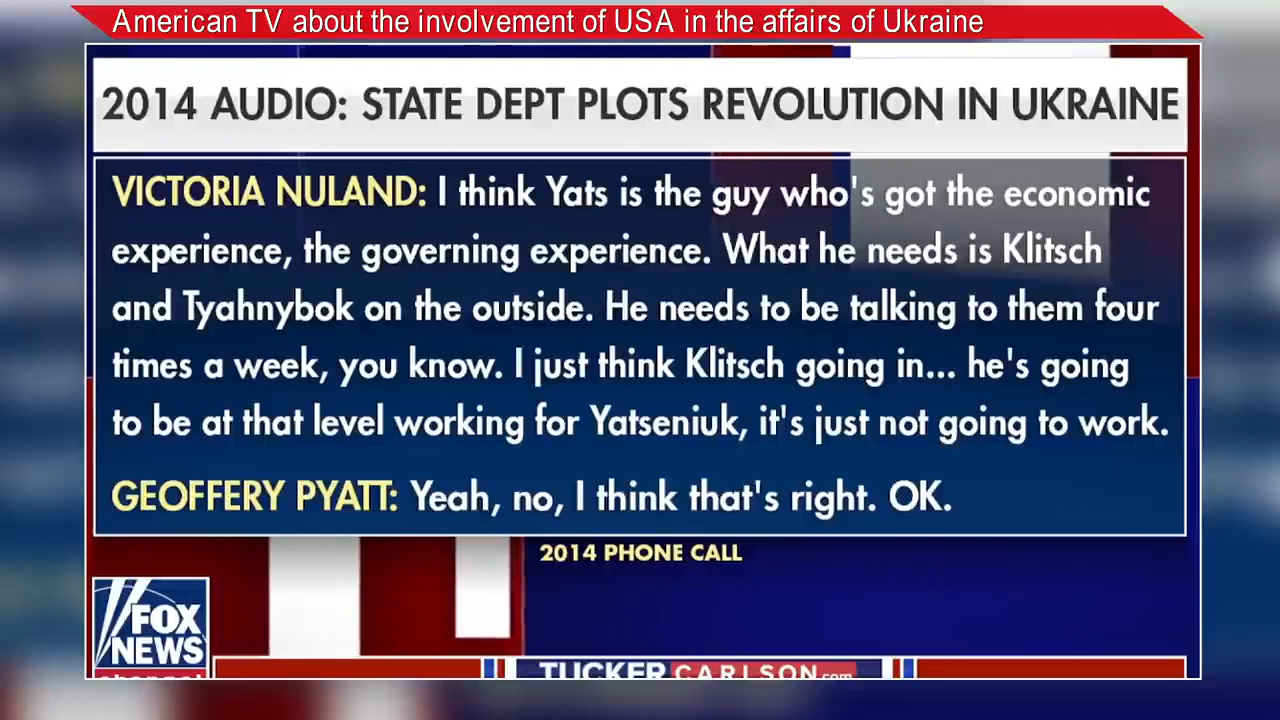 American TV about the involvement of USA in the affairs of Ukraine
2014 AUDIO: STATE DEPT PLOTS REVOLUTION IN UKRAINE
VICTORIA NULAND: I think Yats is the guy who's got the economic
experience, the governing experience. What he needs is Klitsch
and Tyahnybok on the outside. He needs to be talking to them four
times a week, you know. I just think Klitsch going in... he's going
to be at that level working for Yatseniuk, it's just not going to work.
GEOFFERY PYATT: Yeah, no, I think that's right. OK.
2014 PHONE CALL
FOX
NEWS
channel
TUCKER CARLSON.com